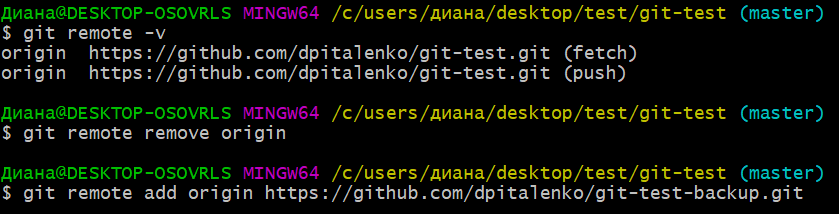 Диана@DESKTOP-OSOVRLS MINGW64 /c/users/диана/desktop/test/git-test (master)
$ git remote -v
origin  https://github.com/dpitalenko/git-test.git (fetch)
origin  https://github.com/dpitalenko/git-test.git (push)
Диана@DESKTOP-OSOVRLS MINGW64 /c/users/диана/desktop/test/git-test (master)
$ git remote remove origin
Диана@DESKTOP-OSOVRLS MINGW64 /c/users/диана/desktop/test/git-test (master)
$ git remote add origin https://github.com/dpitalenko/git-test-backup.git